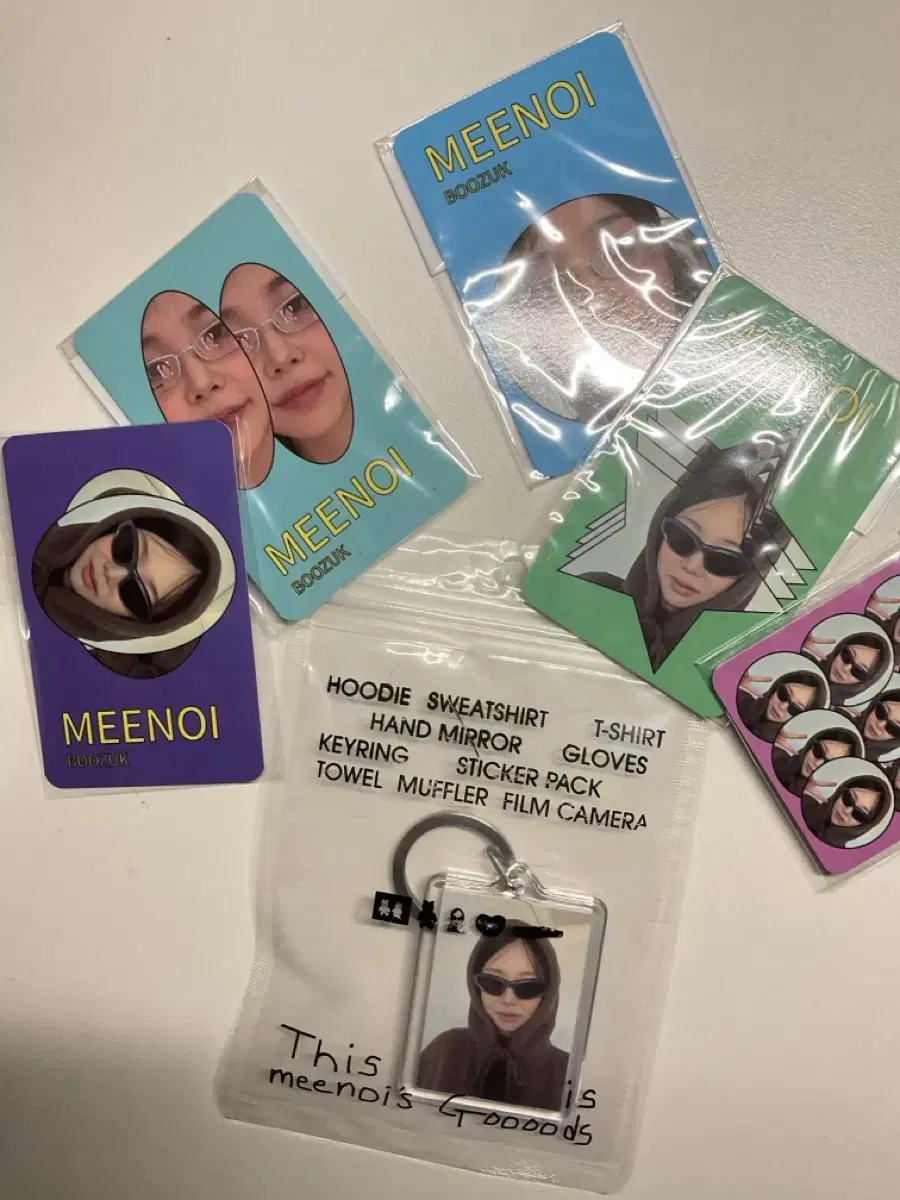 MEENOI
BOOZUK
MEENOI
BOOZUK
MEENOI
BOOZUK
HOODIE SWEATSHIRT T-SHIRT
HAND MIRROR GLOVES
KEYRING STICKER PACK
TOWEL MUFFLER FILM CAMERA
This is
meenoi's Goooods